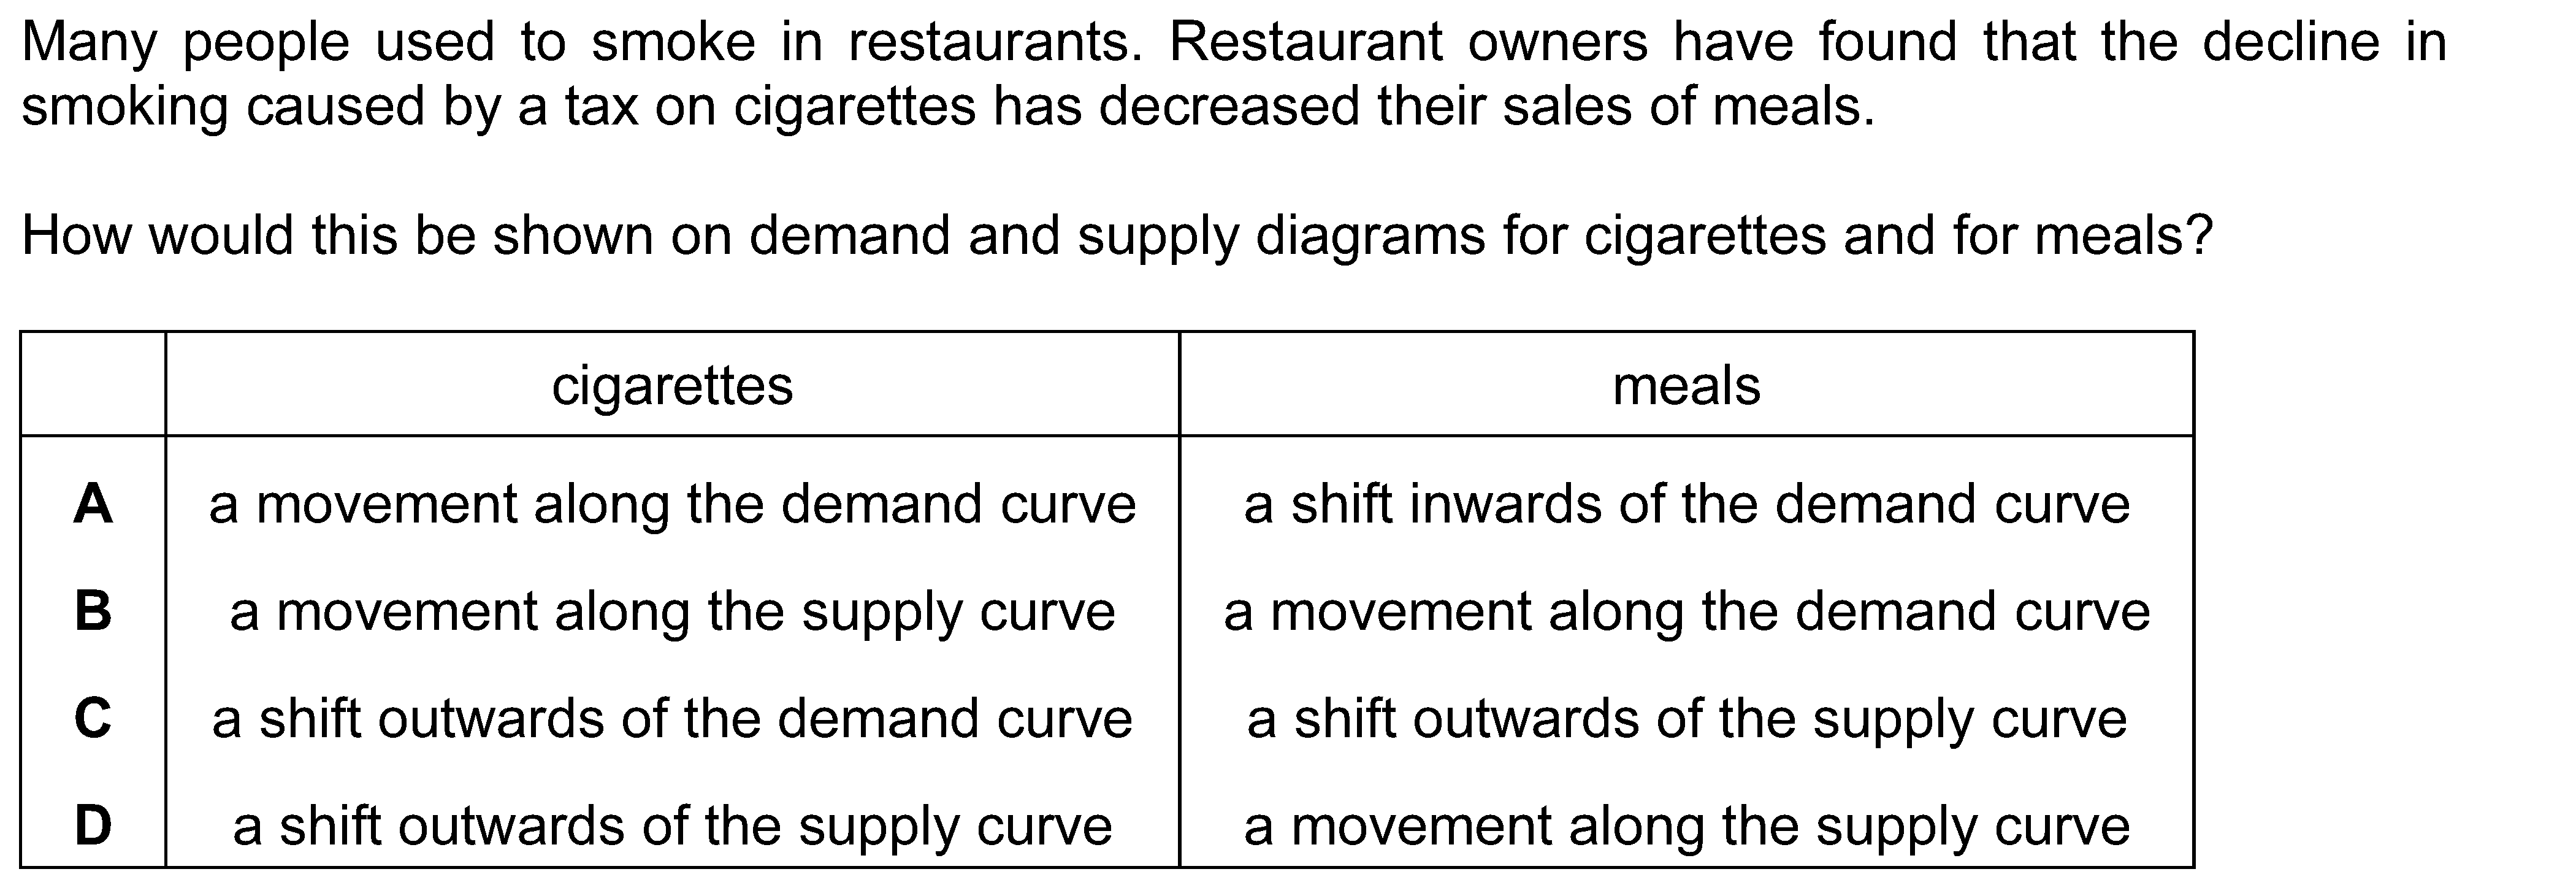 Many people used to smoke in restaurants. Restaurant owners have found that the decline in
smoking caused by a tax on cigarettes has decreased their sales of meals.
How would this be shown on demand and supply diagrams for cigarettes and for meals?
cigarettes meals
A a movement along the demand curve a shift inwards of the demand curve
B a movement along the supply curve a movement along the demand curve
C a shift outwards of the demand curve a shift outwards of the supply curve
D a shift outwards of the supply curve a movement along the supply curve